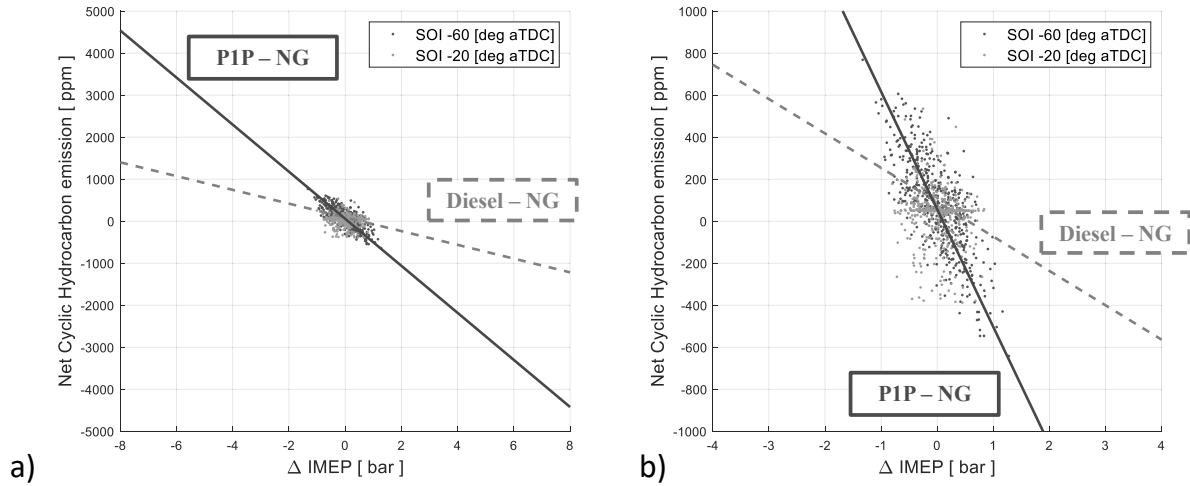 a)
Net Cyclic Hydrocarbon emission [ ppm ]
5000
4000
3000
2000
1000
0
-1000
-2000
-3000
-4000
-5000
P1P – NG
SOI -60 [deg aTDC]
SOI -20 [deg aTDC]
Diesel – NG
-8
-6
-4
-2
0
2
4
6
8
Δ IMEP [ bar ]
b)
Net Cyclic Hydrocarbon emission [ ppm ]
1000
800
600
400
200
0
-200
-400
-600
-800
-1000
SOI -60 [deg aTDC]
SOI -20 [deg aTDC]
Diesel – NG
P1P – NG
-4
-3
-2
-1
0
1
2
3
4
Δ IMEP [ bar ]